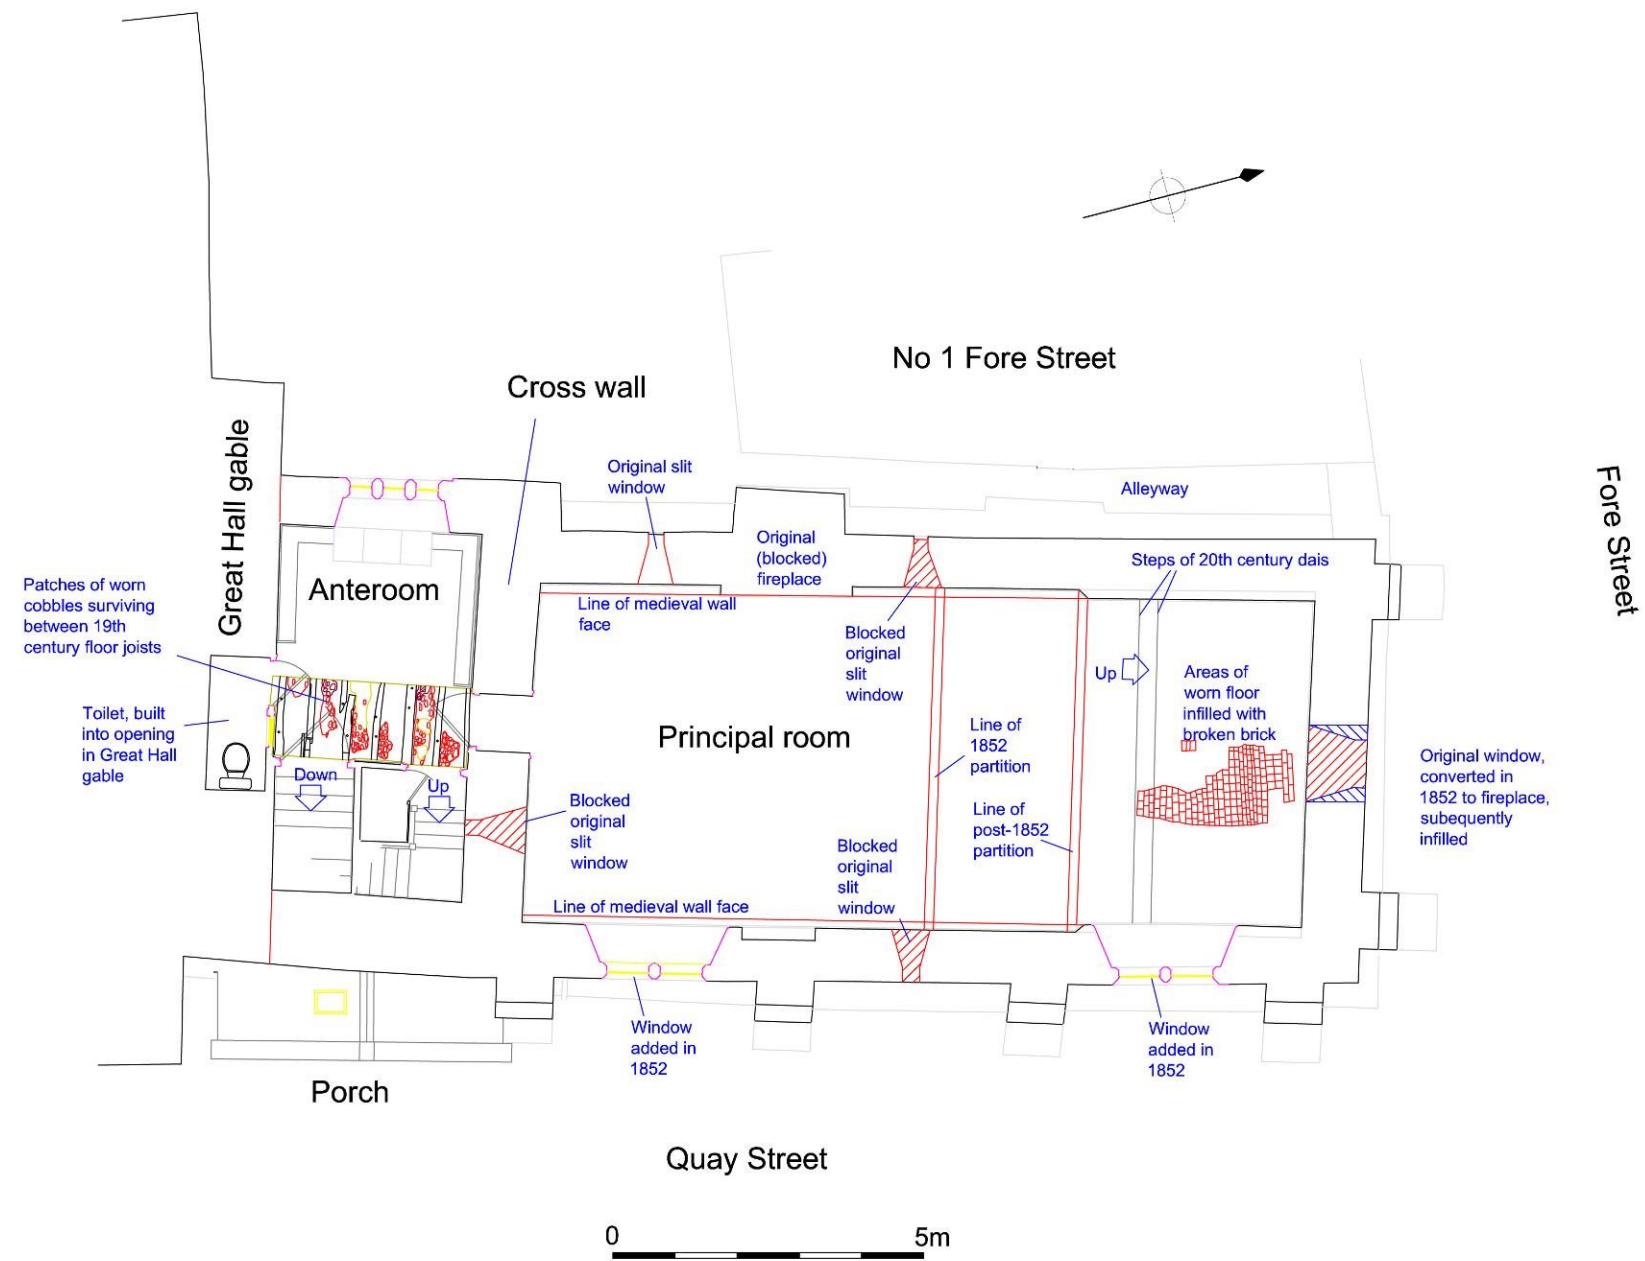 No 1 Fore Street
Cross wall
Original slit
window
Alleyway
Fore Street
Great Hall gable
Original
(blocked)
fireplace
Steps of 20th century dais
Patches of worn
cobbles surviving
between 19th
century floor joists
Anteroom
Line of medieval wall
face
Blocked
original
slit
window
Up
Areas of
worn floor
infilled with
broken brick
Toilet, built
into opening
in Great Hall
gable
Principal room
Line of
1852
partition
Original window,
converted in
1852 to fireplace,
subequently
infilled
Down
Up
Blocked
original
slit
window
Line of
post-1852
partition
Blocked
original
slit
window
Line of medieval wall face
Window
added in
1852
Window
added in
1852
Porch
Quay Street
0 5m